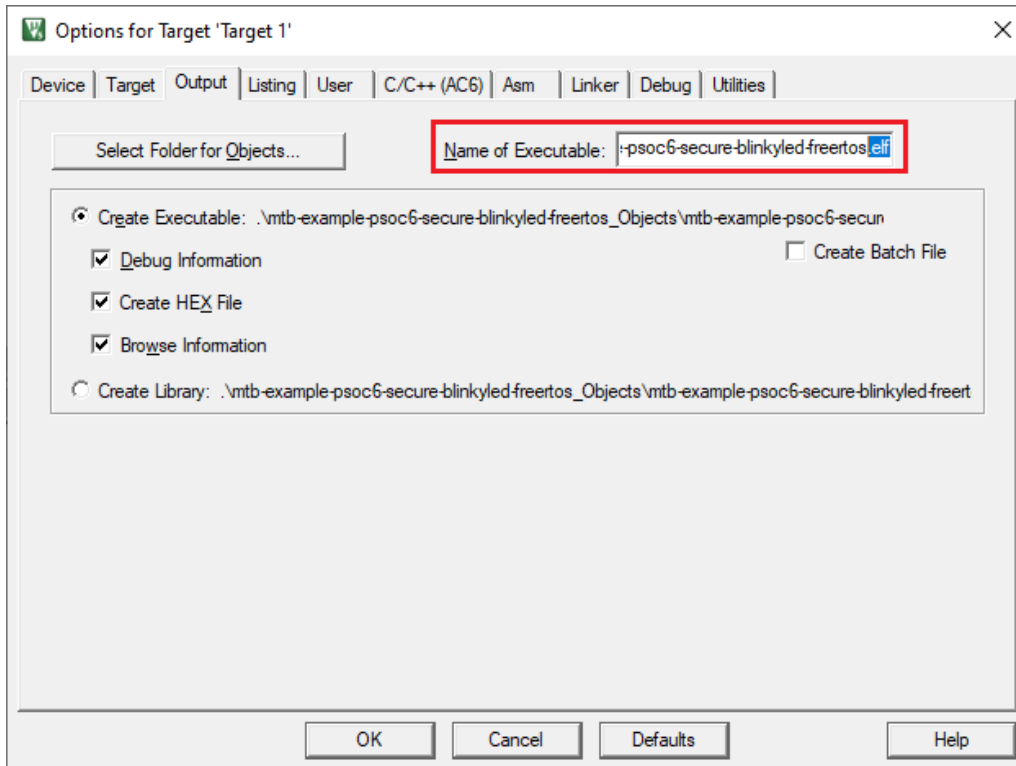 Options for Target 'Target 1'
Device Target Output Listing User C/C++ (AC6) Asm Linker Debug Utilities
Select Folder for Objects... Name of Executable: -psoc6-secure-blinkyled-freertos.elf
Create Executable: .\mtb-example-psoc6-secure-blinkyled-freertos_Objects\mtb-example-psoc6-secur
Debug Information Create Batch File
Create HEX File
Browse Information
Create Library: .\mtb-example-psoc6-secure-blinkyled-freertos_Objects\mtb-example-psoc6-secure-blinkyled-freert
OK Cancel Defaults Help